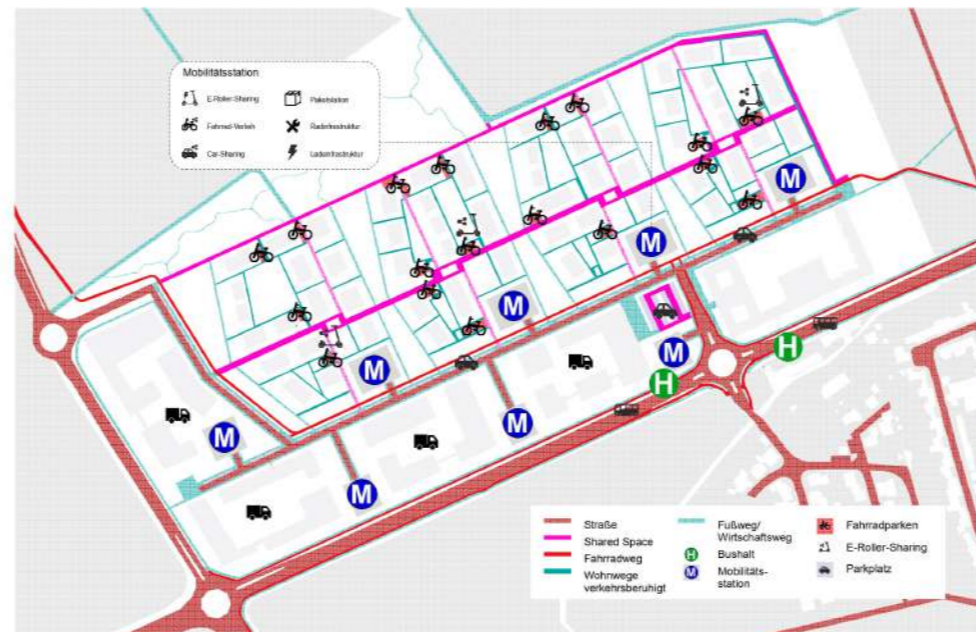 Mobilitätsstation
E-Roller-Sharing
Paketstation
Fahrrad-Verleih
Radinfrastruktur
Car-Sharing
Ladeinfrastruktur
M
M
M
H
M
H
M
M
M
M
M
Straße
Shared Space
Fahrradweg
Wohnwege
verkehrsberuhigt
Fußweg/
Wirtschaftsweg
H Bushalt
M Mobilitäts-
station
Fahrradparken
E-Roller-Sharing
Parkplatz